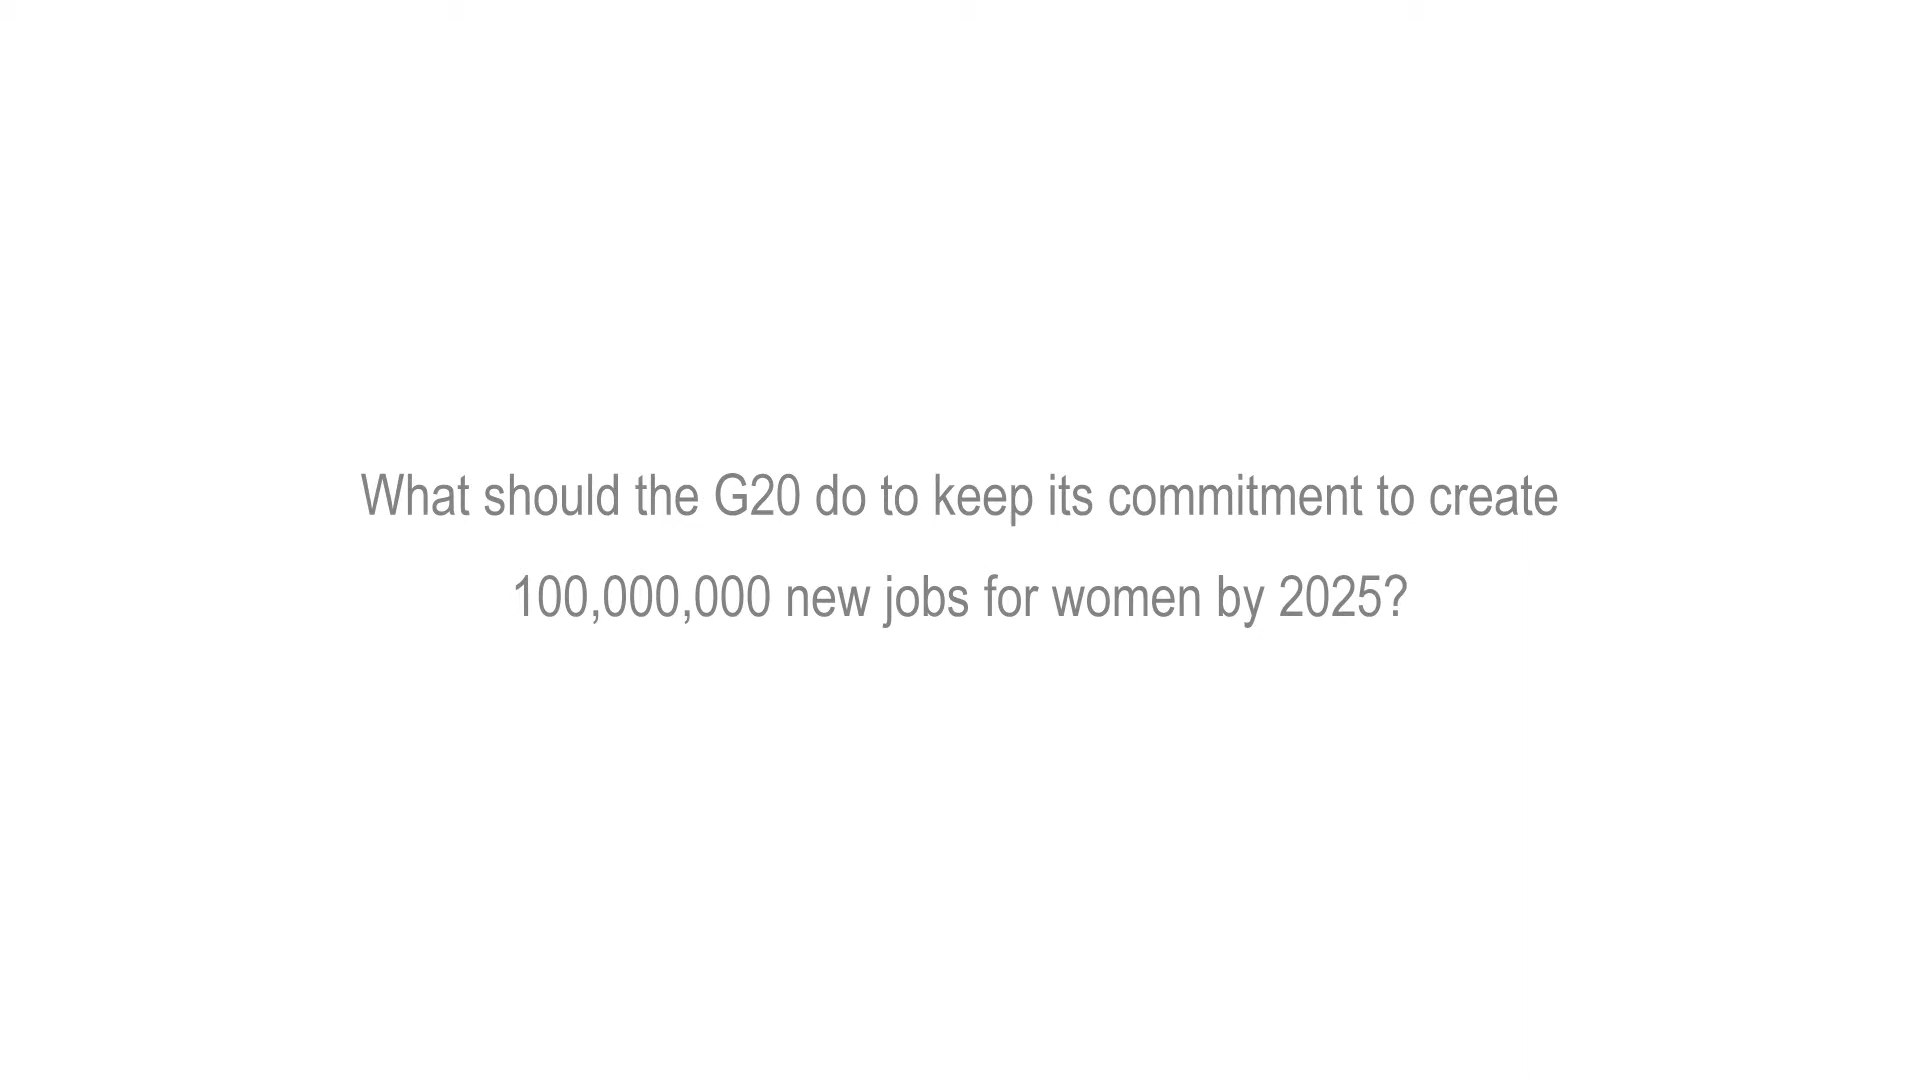 What should the G20 do to keep its commitment to create
100,000,000 new jobs for women by 2025?